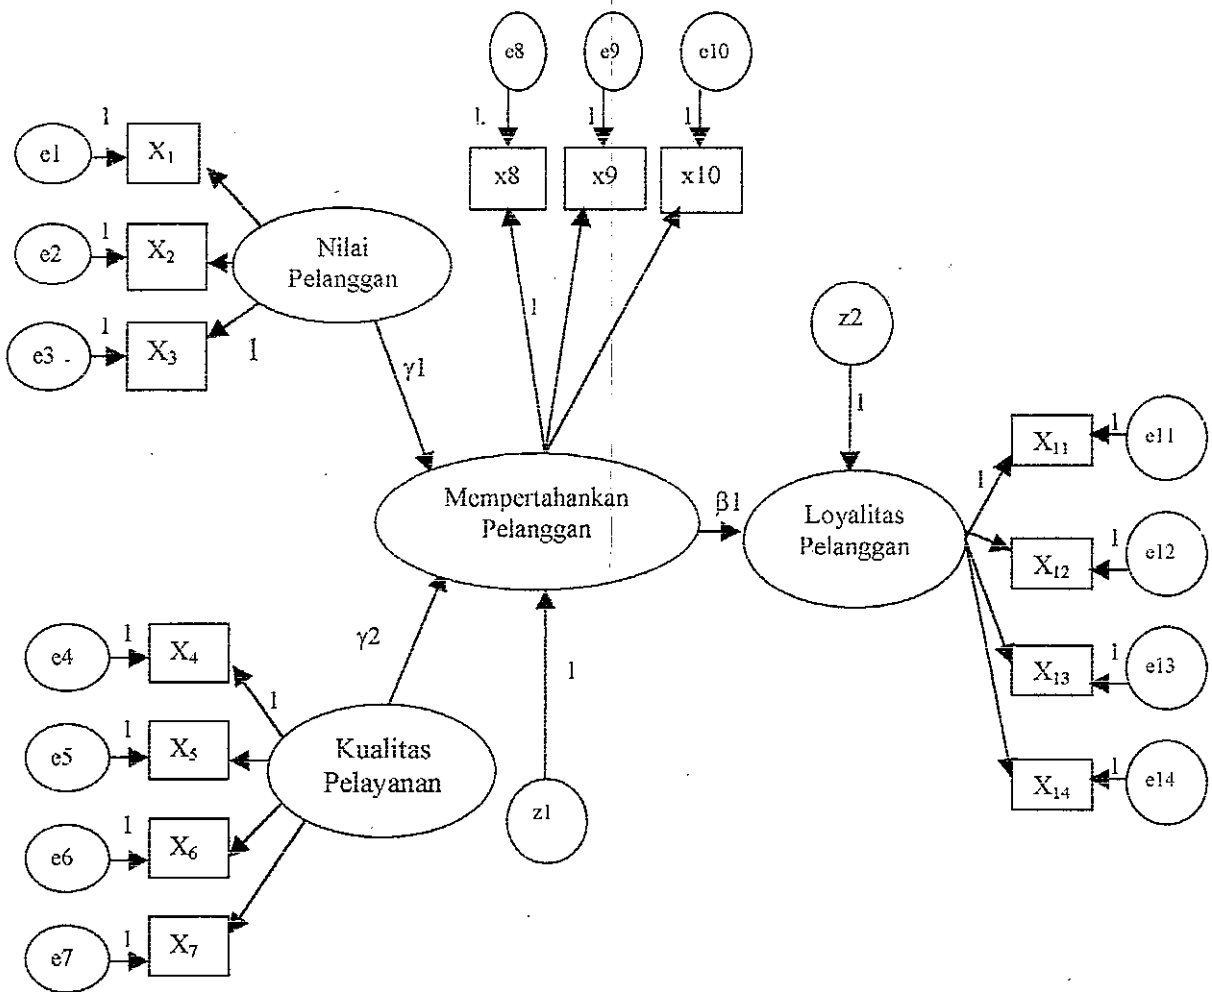 e8 e9 e10
1. 1 1
x8 x9 x10
e1 1 X₁
e2 1 X₂
e3 1 X₃
1
Nilai
Pelanggan
γ1
1
z2
1
Mempertahankan
Pelanggan
β1
Loyalitas
Pelanggan
1
X₁₁ 1 e11
X₁₂ 1 e12
X₁₃ 1 e13
X₁₄ 1 e14
γ2
1
z1
e4 1 X₄
1
e5 1 X₅
e6 1 X₆
e7 1 X₇
Kualitas
Pelayanan